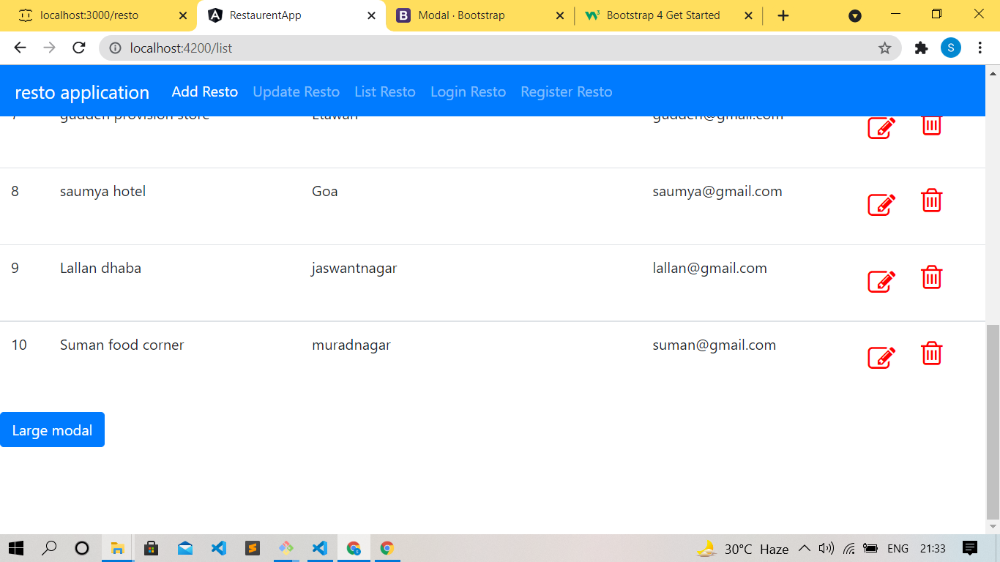 localhost:3000/resto
RestaurentApp
Modal · Bootstrap
Bootstrap 4 Get Started
localhost:4200/list
S
resto application Add Resto Update Resto List Resto Login Resto Register Resto
7 gudden provision store Etawah gudden@gmail.com
8 saumya hotel Goa saumya@gmail.com
9 Lallan dhaba jaswantnagar lallan@gmail.com
10 Suman food corner muradnagar suman@gmail.com
Large modal
30°C Haze ENG 21:33